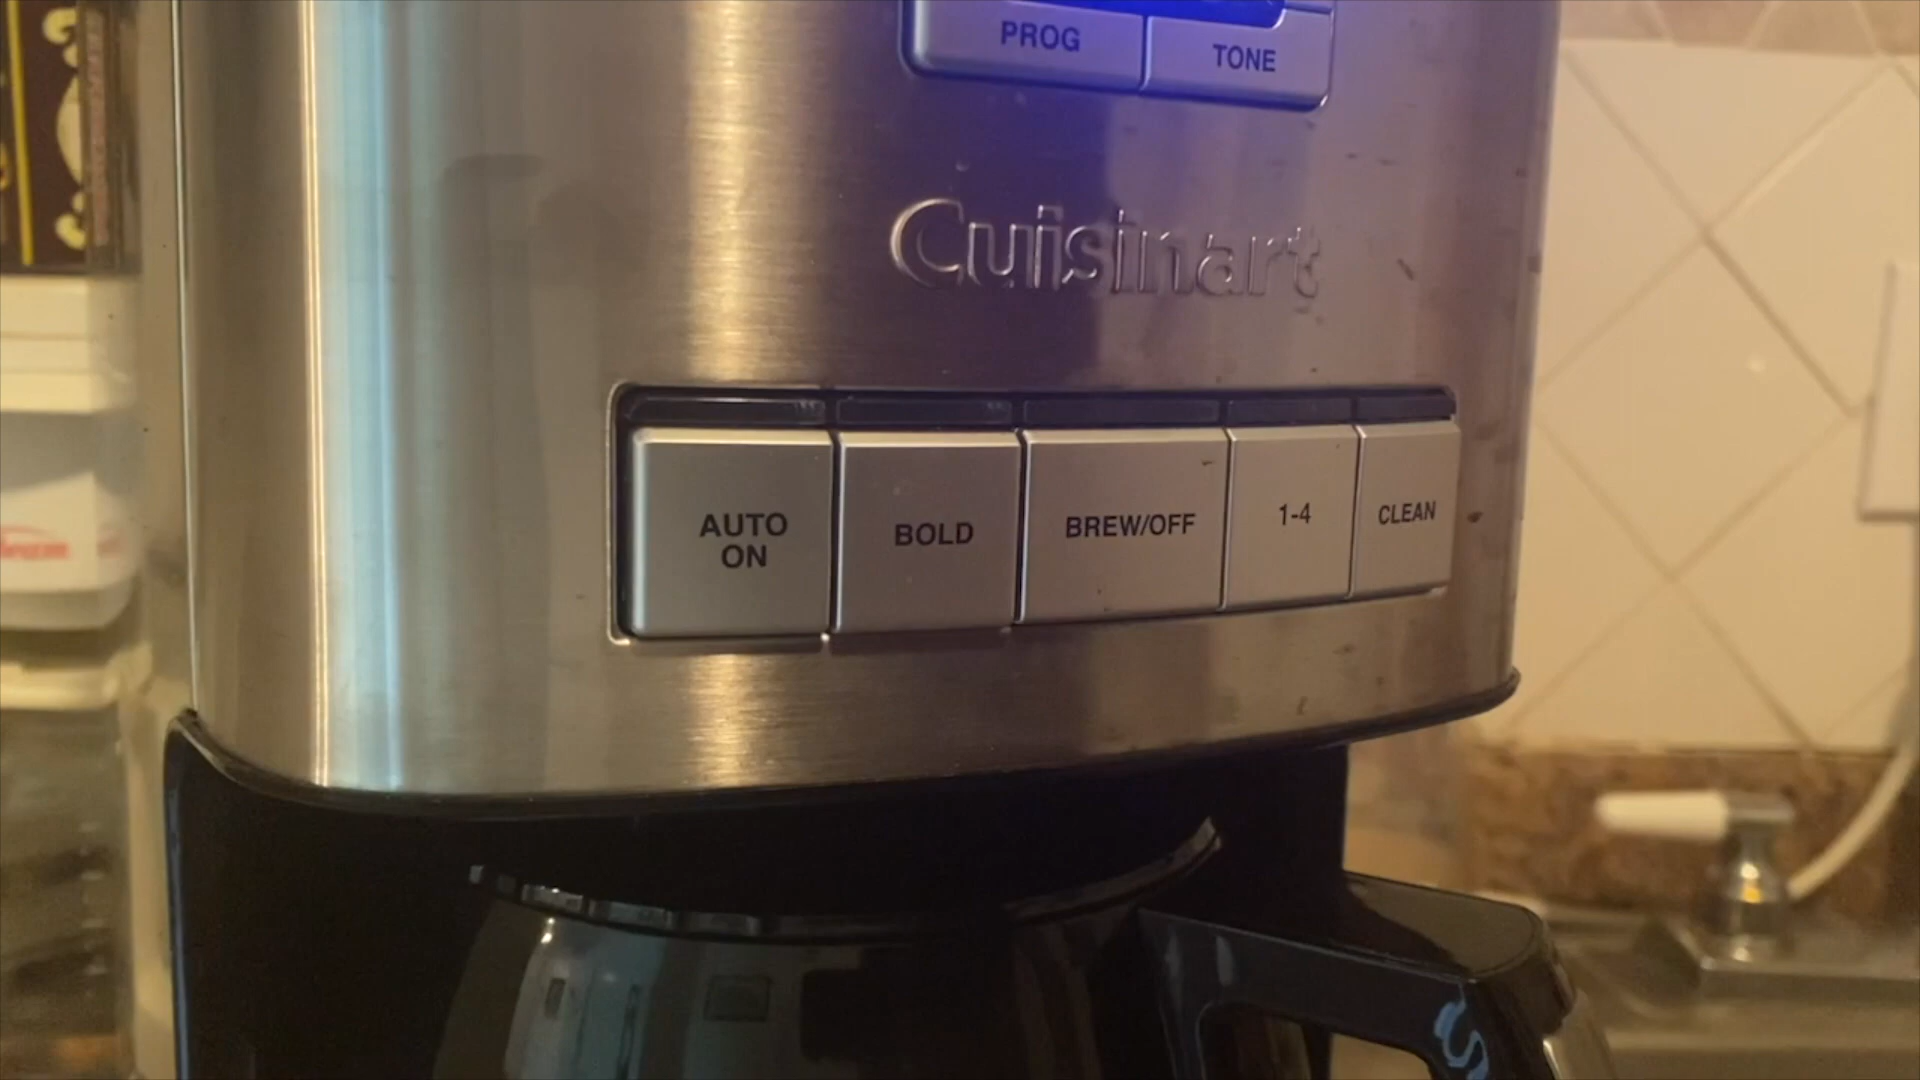 PROG
TONE
Cuisinart
AUTO
ON
BOLD
BREW/OFF
1-4
CLEAN